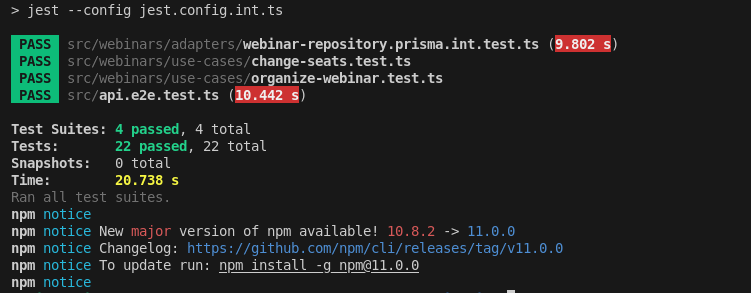 > jest --config jest.config.int.ts
PASS src/webinars/adapters/webinar-repository.prisma.int.test.ts (9.802 s)
PASS src/webinars/use-cases/change-seats.test.ts
PASS src/webinars/use-cases/organize-webinar.test.ts
PASS src/api.e2e.test.ts (10.442 s)
Test Suites: 4 passed, 4 total
Tests: 22 passed, 22 total
Snapshots: 0 total
Time: 20.738 s
Ran all test suites.
npm notice
npm notice New major version of npm available! 10.8.2 -> 11.0.0
npm notice Changelog: https://github.com/npm/cli/releases/tag/v11.0.0
npm notice To update run: npm install -g npm@11.0.0
npm notice